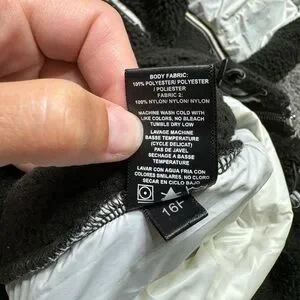 BODY FABRIC:
100% POLYESTER/ POLYESTER
/ POLIESTER
FABRIC 2:
100% NYLON/ NYLON/ NYLON
MACHINE WASH COLD WITH
LIKE COLORS, NO BLEACH
TUMBLE DRY LOW
LAVAGE MACHINE
BASSE TEMPERATURE
(CYCLE DELICAT)
PAS DE JAVEL
SECHAGE A BASSE
TEMPERATURE
LAVAR CON AGUA FRIA CON
COLORES SIMILARES, NO CLORO
SECAR EN CICLO BAJO
16